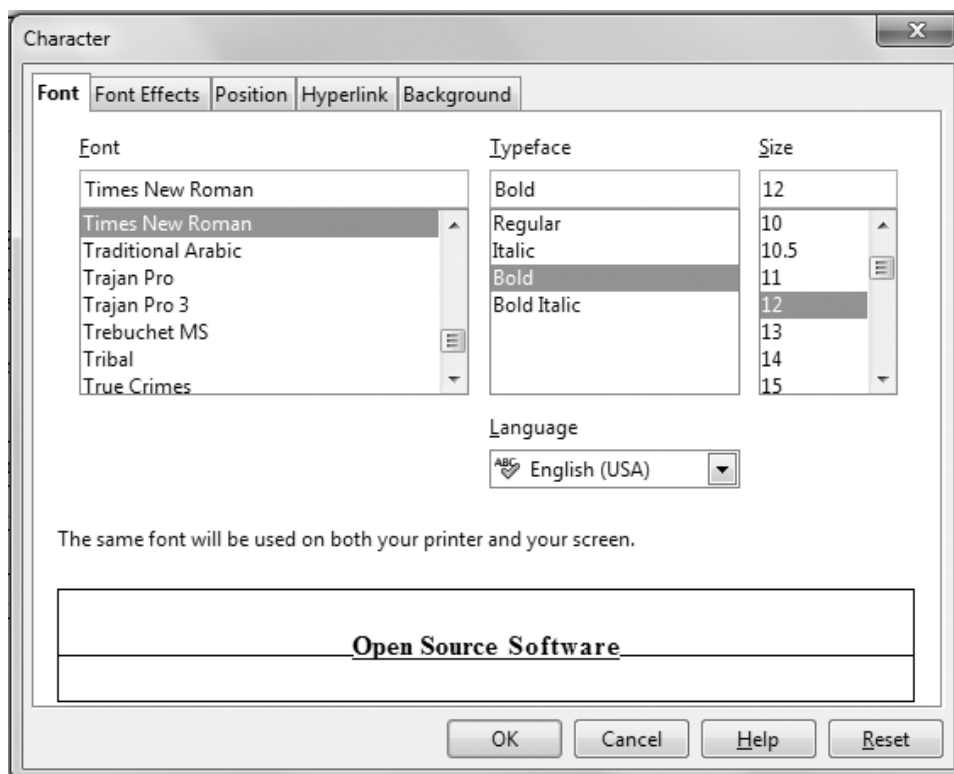 Character
Font Font Effects Position Hyperlink Background
Font Typeface Size
Times New Roman Bold 12
Times New Roman Regular 10
Traditional Arabic Italic 10.5
Trajan Pro Bold 11
Trajan Pro 3 Bold Italic 12
Trebuchet MS 13
Tribal 14
True Crimes 15
Language
ABC English (USA)
The same font will be used on both your printer and your screen.
Open Source Software
OK Cancel Help Reset